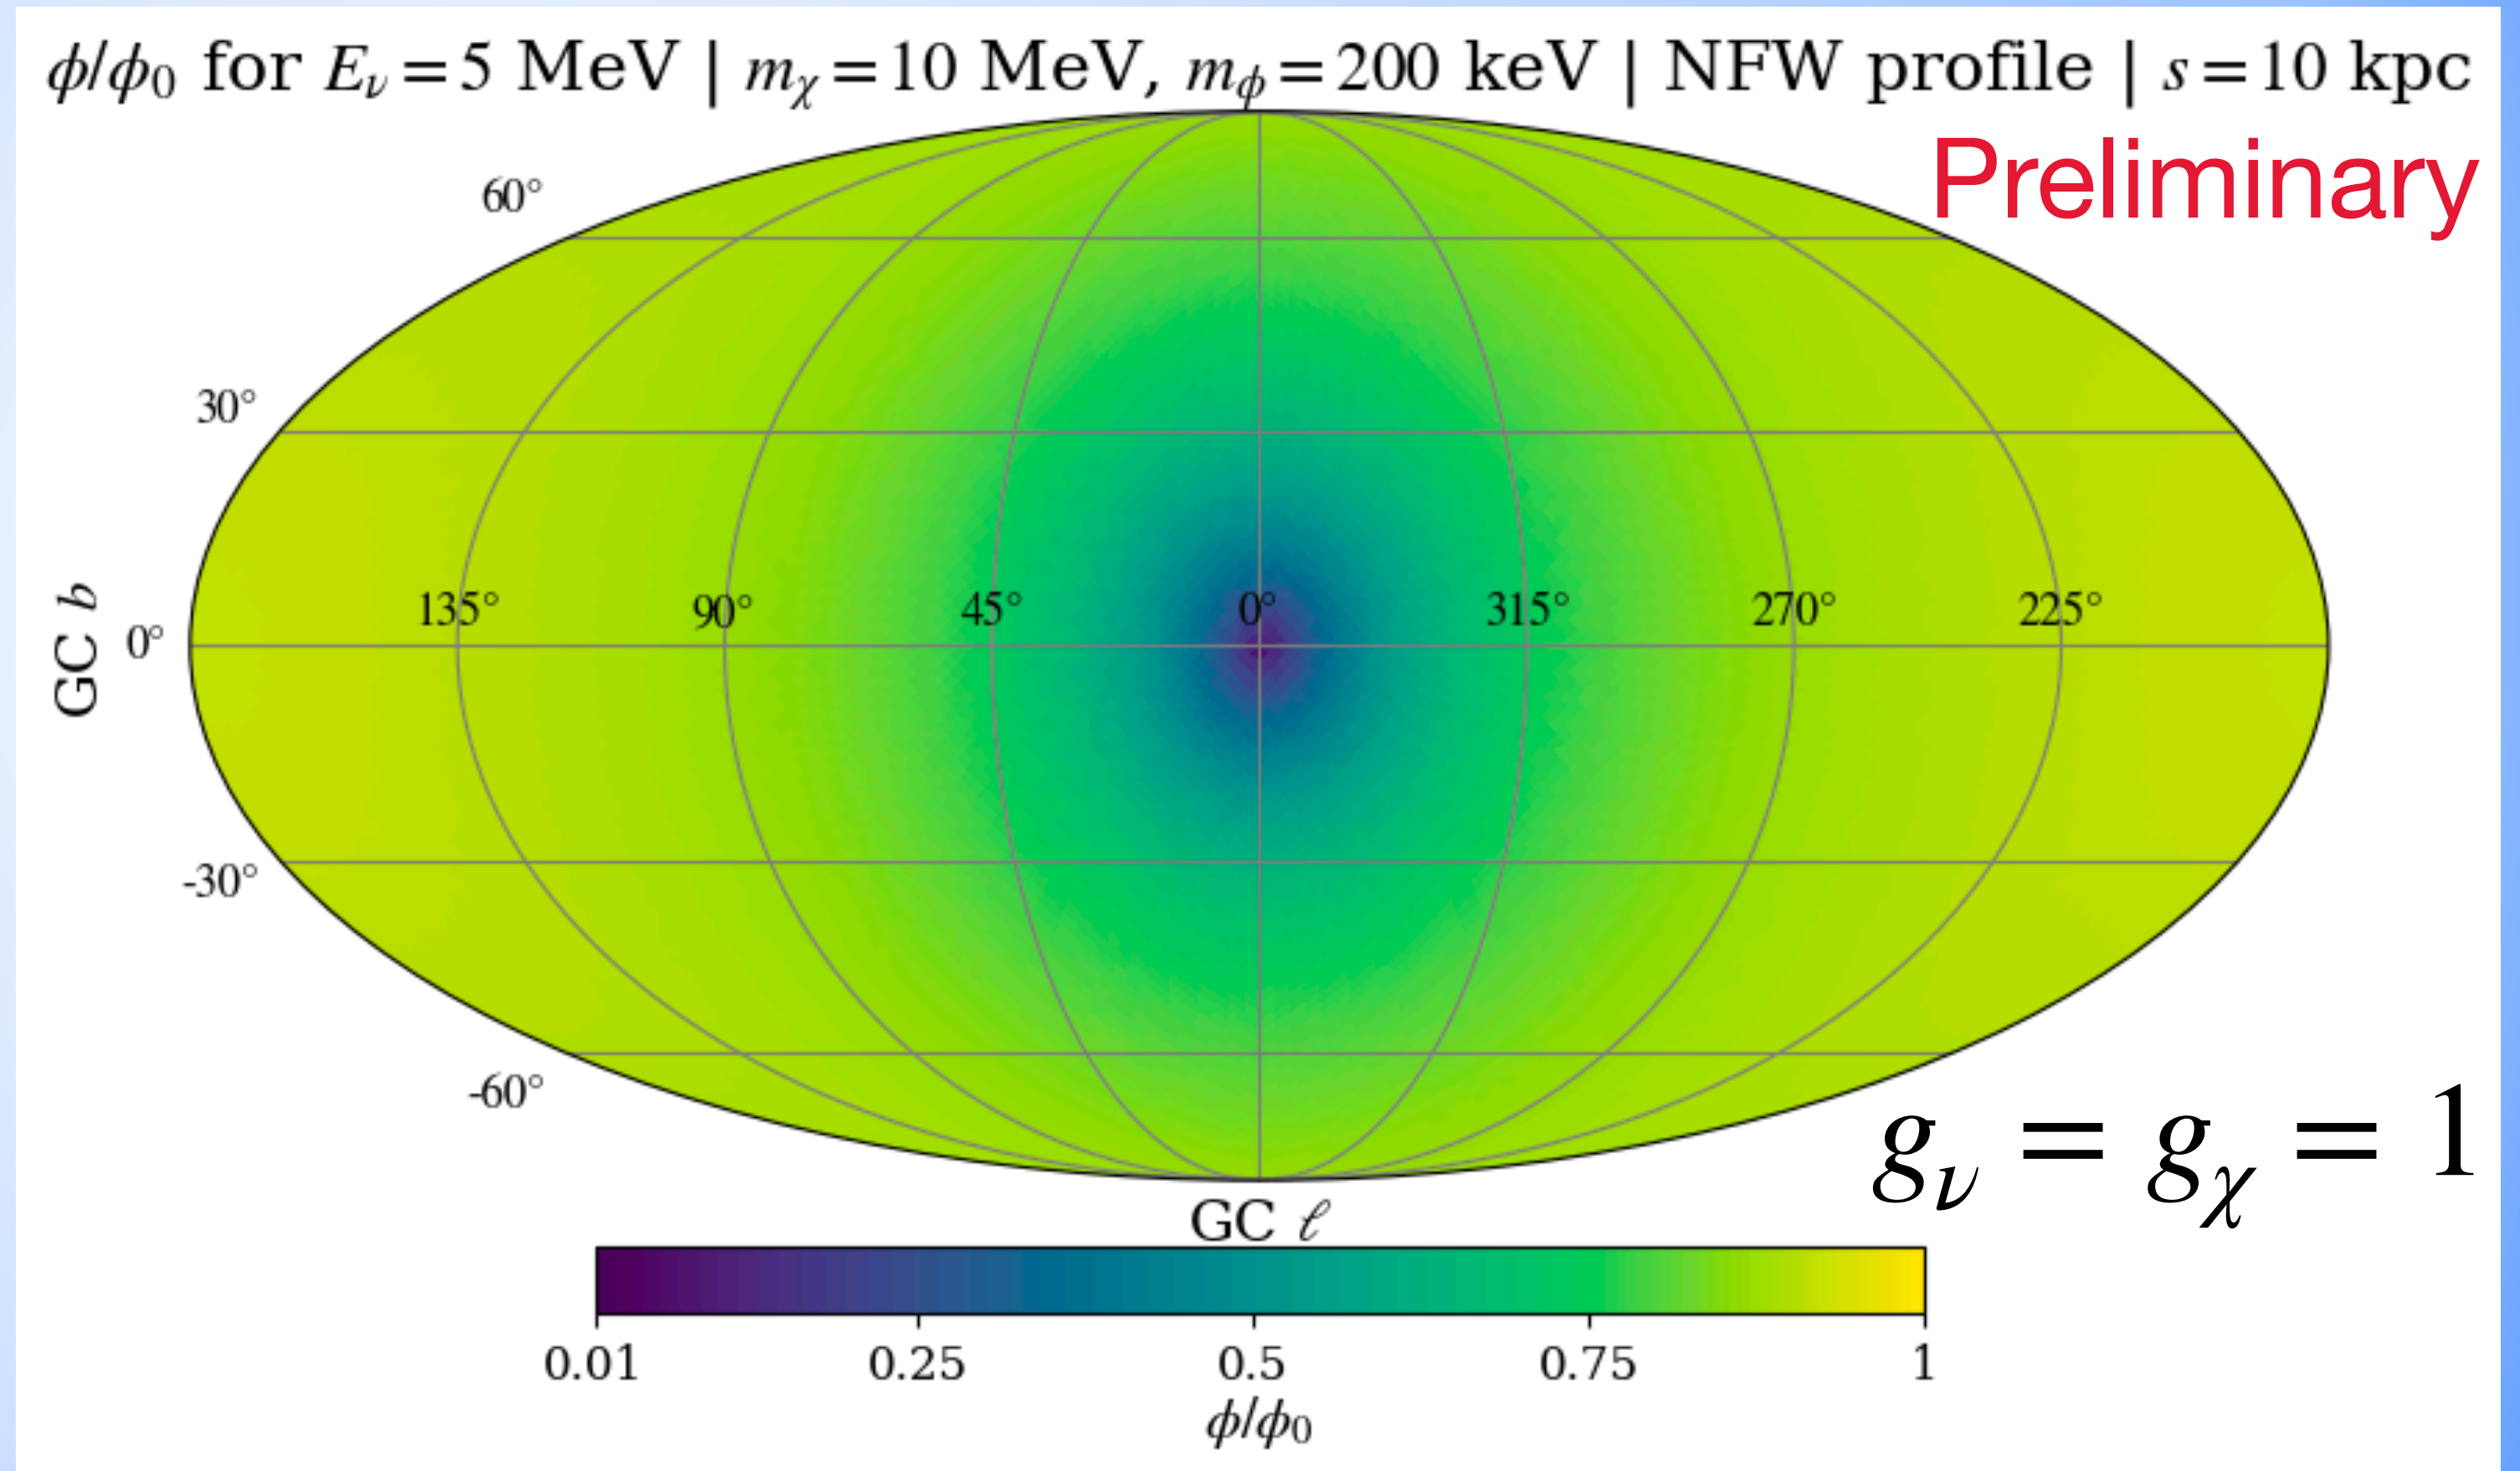 ϕ/ϕ₀ for Eν=5 MeV | mχ=10 MeV, mϕ=200 keV | NFW profile | s=10 kpc
Preliminary
60°
30°
GC b
0°
135° 90° 45° 0° 315° 270° 225°
-30°
-60°
gν = gχ = 1
GC ℓ
0.01 0.25 0.5 0.75 1
ϕ/ϕ₀